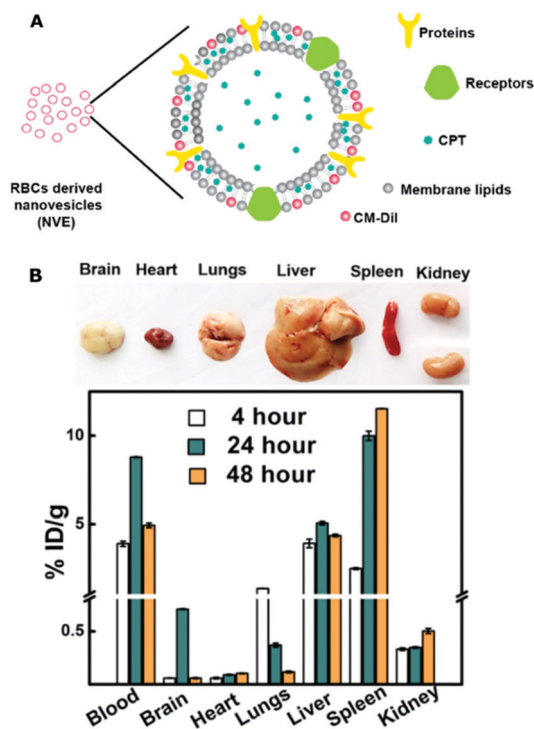 A
Proteins
Receptors
CPT
Membrane lipids
CM-DiI
RBCs derived
nanovesicles
(NVE)
B
Brain Heart Lungs Liver Spleen Kidney
4 hour
24 hour
48 hour
% ID/g
10
5
0.5
Blood Brain Heart Lungs Liver Spleen Kidney